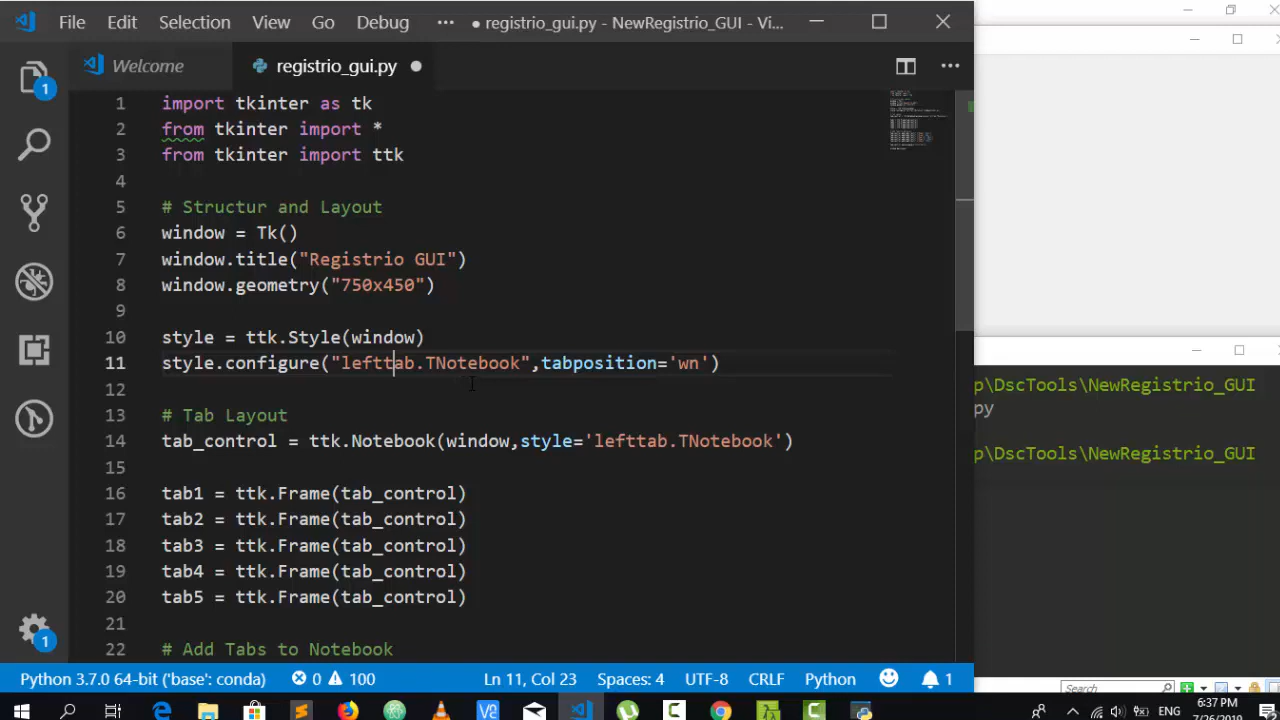 File Edit Selection View Go Debug ··· ● registrio_gui.py - NewRegistrio_GUI - Vi...
Welcome registrio_gui.py ●
1 import tkinter as tk
2 from tkinter import *
3 from tkinter import ttk
4
5 # Structur and Layout
6 window = Tk()
7 window.title("Registrio GUI")
8 window.geometry("750x450")
9
10 style = ttk.Style(window)
11 style.configure("lefttab.TNotebook",tabposition='wn')
12
13 # Tab Layout
14 tab_control = ttk.Notebook(window,style='lefttab.TNotebook')
15
16 tab1 = ttk.Frame(tab_control)
17 tab2 = ttk.Frame(tab_control)
18 tab3 = ttk.Frame(tab_control)
19 tab4 = ttk.Frame(tab_control)
20 tab5 = ttk.Frame(tab_control)
21
22 # Add Tabs to Notebook
1
1
Python 3.7.0 64-bit ('base': conda) 0 100 Ln 11, Col 23 Spaces: 4 UTF-8 CRLF Python 1
p\DscTools\NewRegistrio_GUI
py
p\DscTools\NewRegistrio_GUI
Search
ENG 6:37 PM
7/26/2019